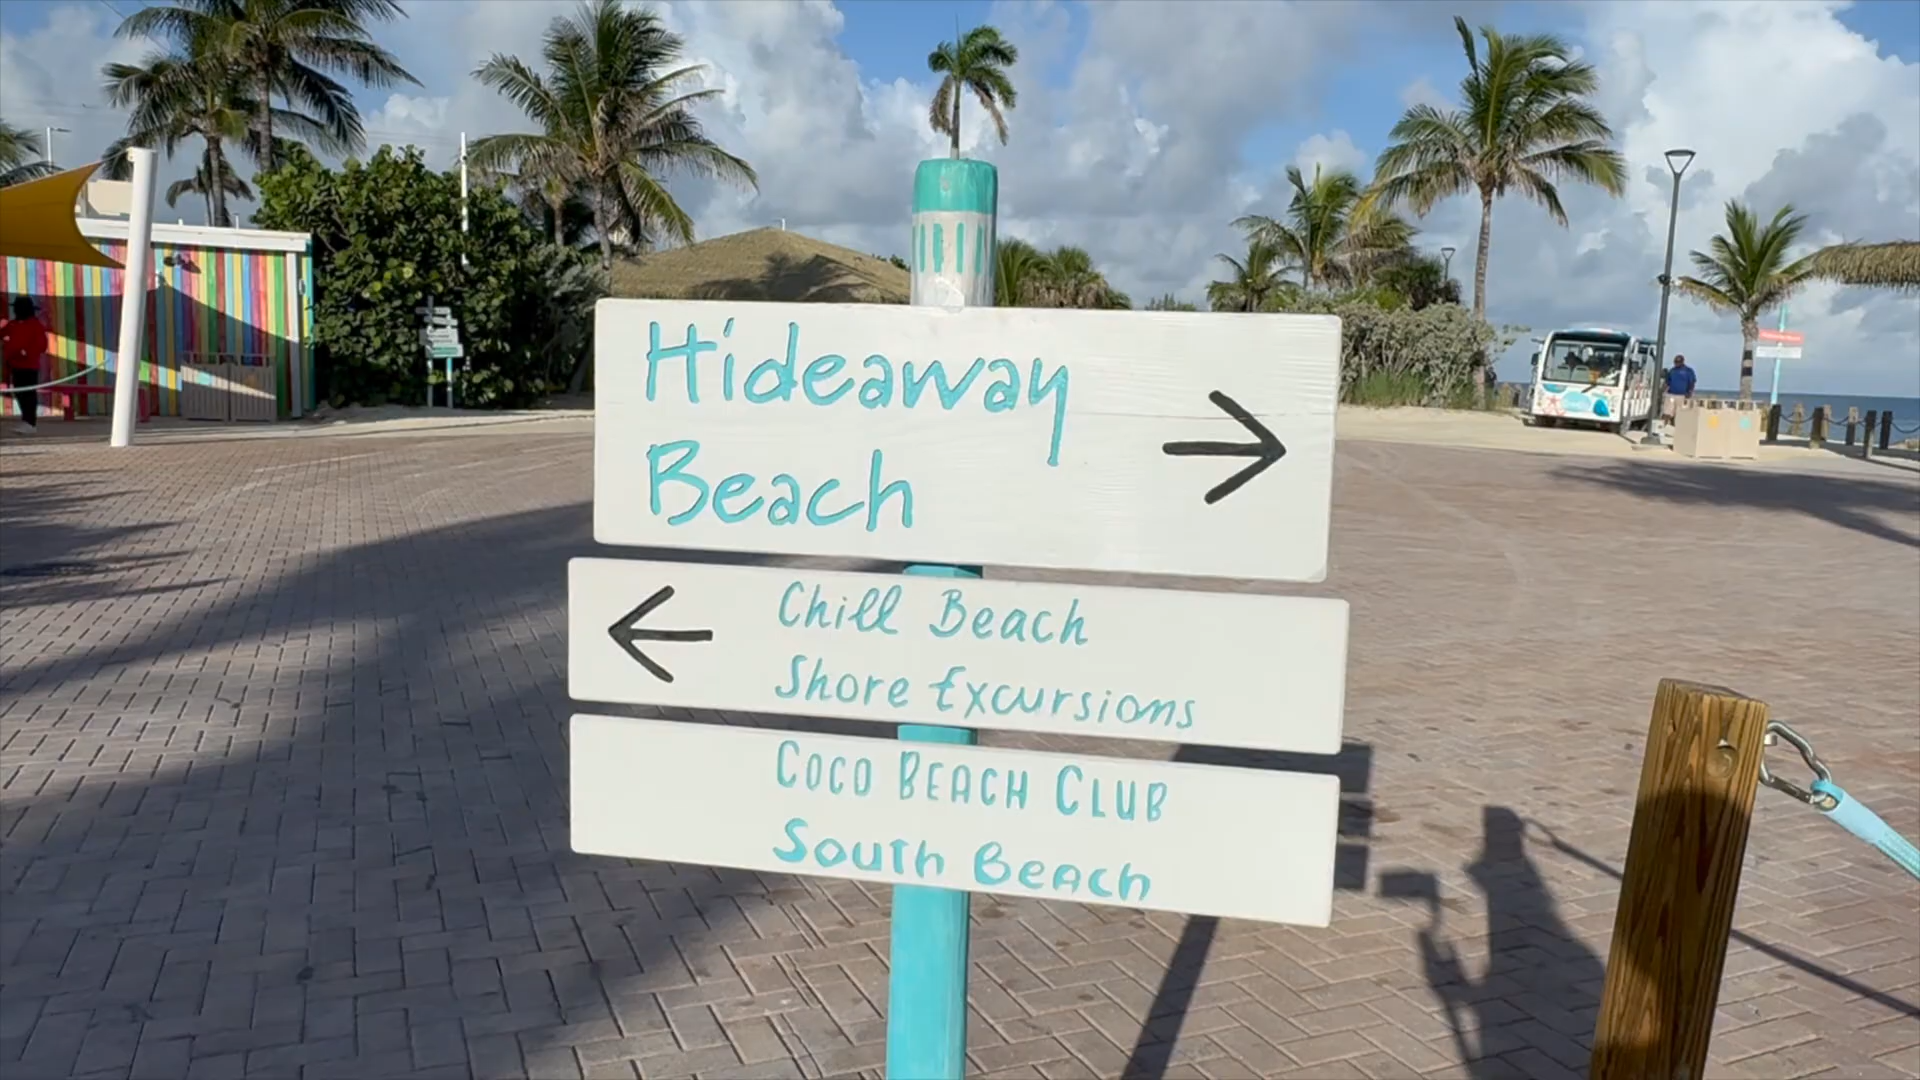 Hideaway
Beach
Chill Beach
Shore Excursions
COCO BEACH CLUB
SOUTH BEACH